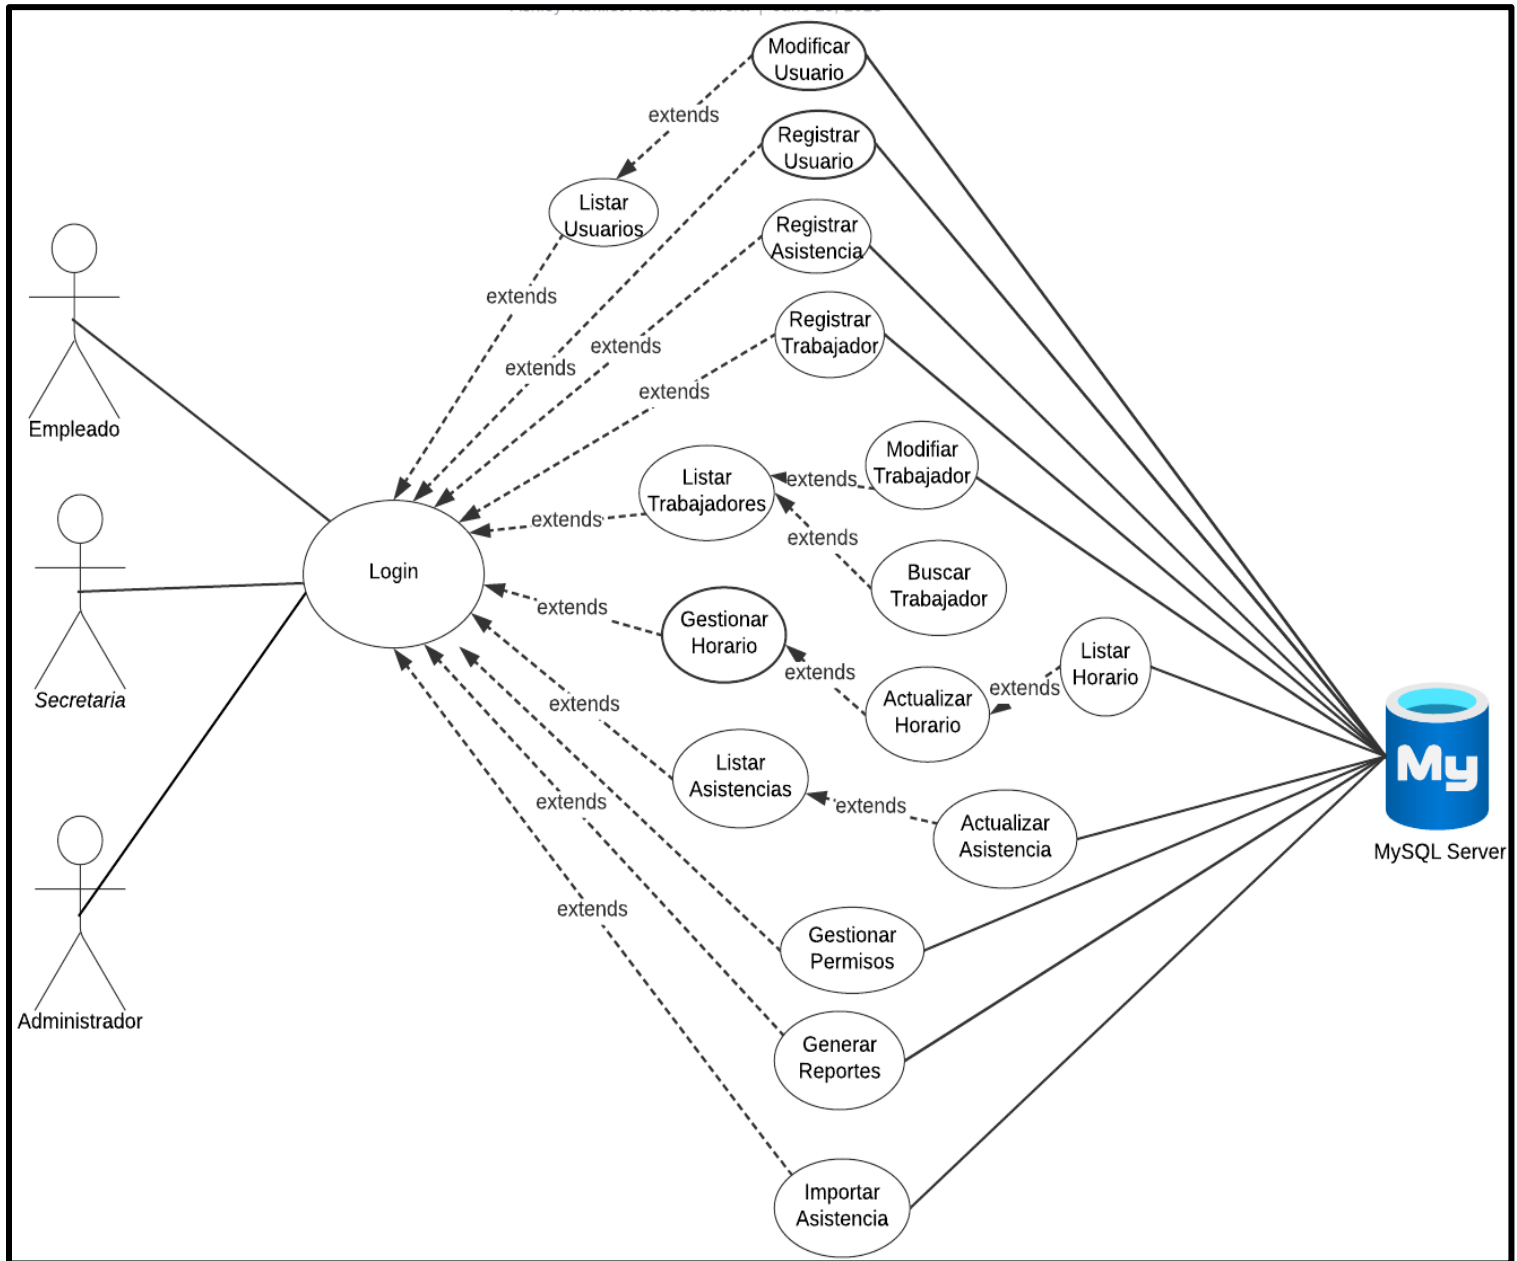 Modificar
Usuario
extends
Registrar
Usuario
Listar
Usuarios
Registrar
Asistencia
extends
Registrar
Trabajador
extends
extends
extends
Empleado
Listar
Trabajadores
extends
Modifiar
Trabajador
extends
extends
Buscar
Trabajador
Login
extends
Gestionar
Horario
extends
Actualizar
Horario
extends
Listar
Horario
Secretaria
extends
Listar
Asistencias
extends
Actualizar
Asistencia
My
MySQL Server
extends
extends
Gestionar
Permisos
Administrador
Generar
Reportes
Importar
Asistencia